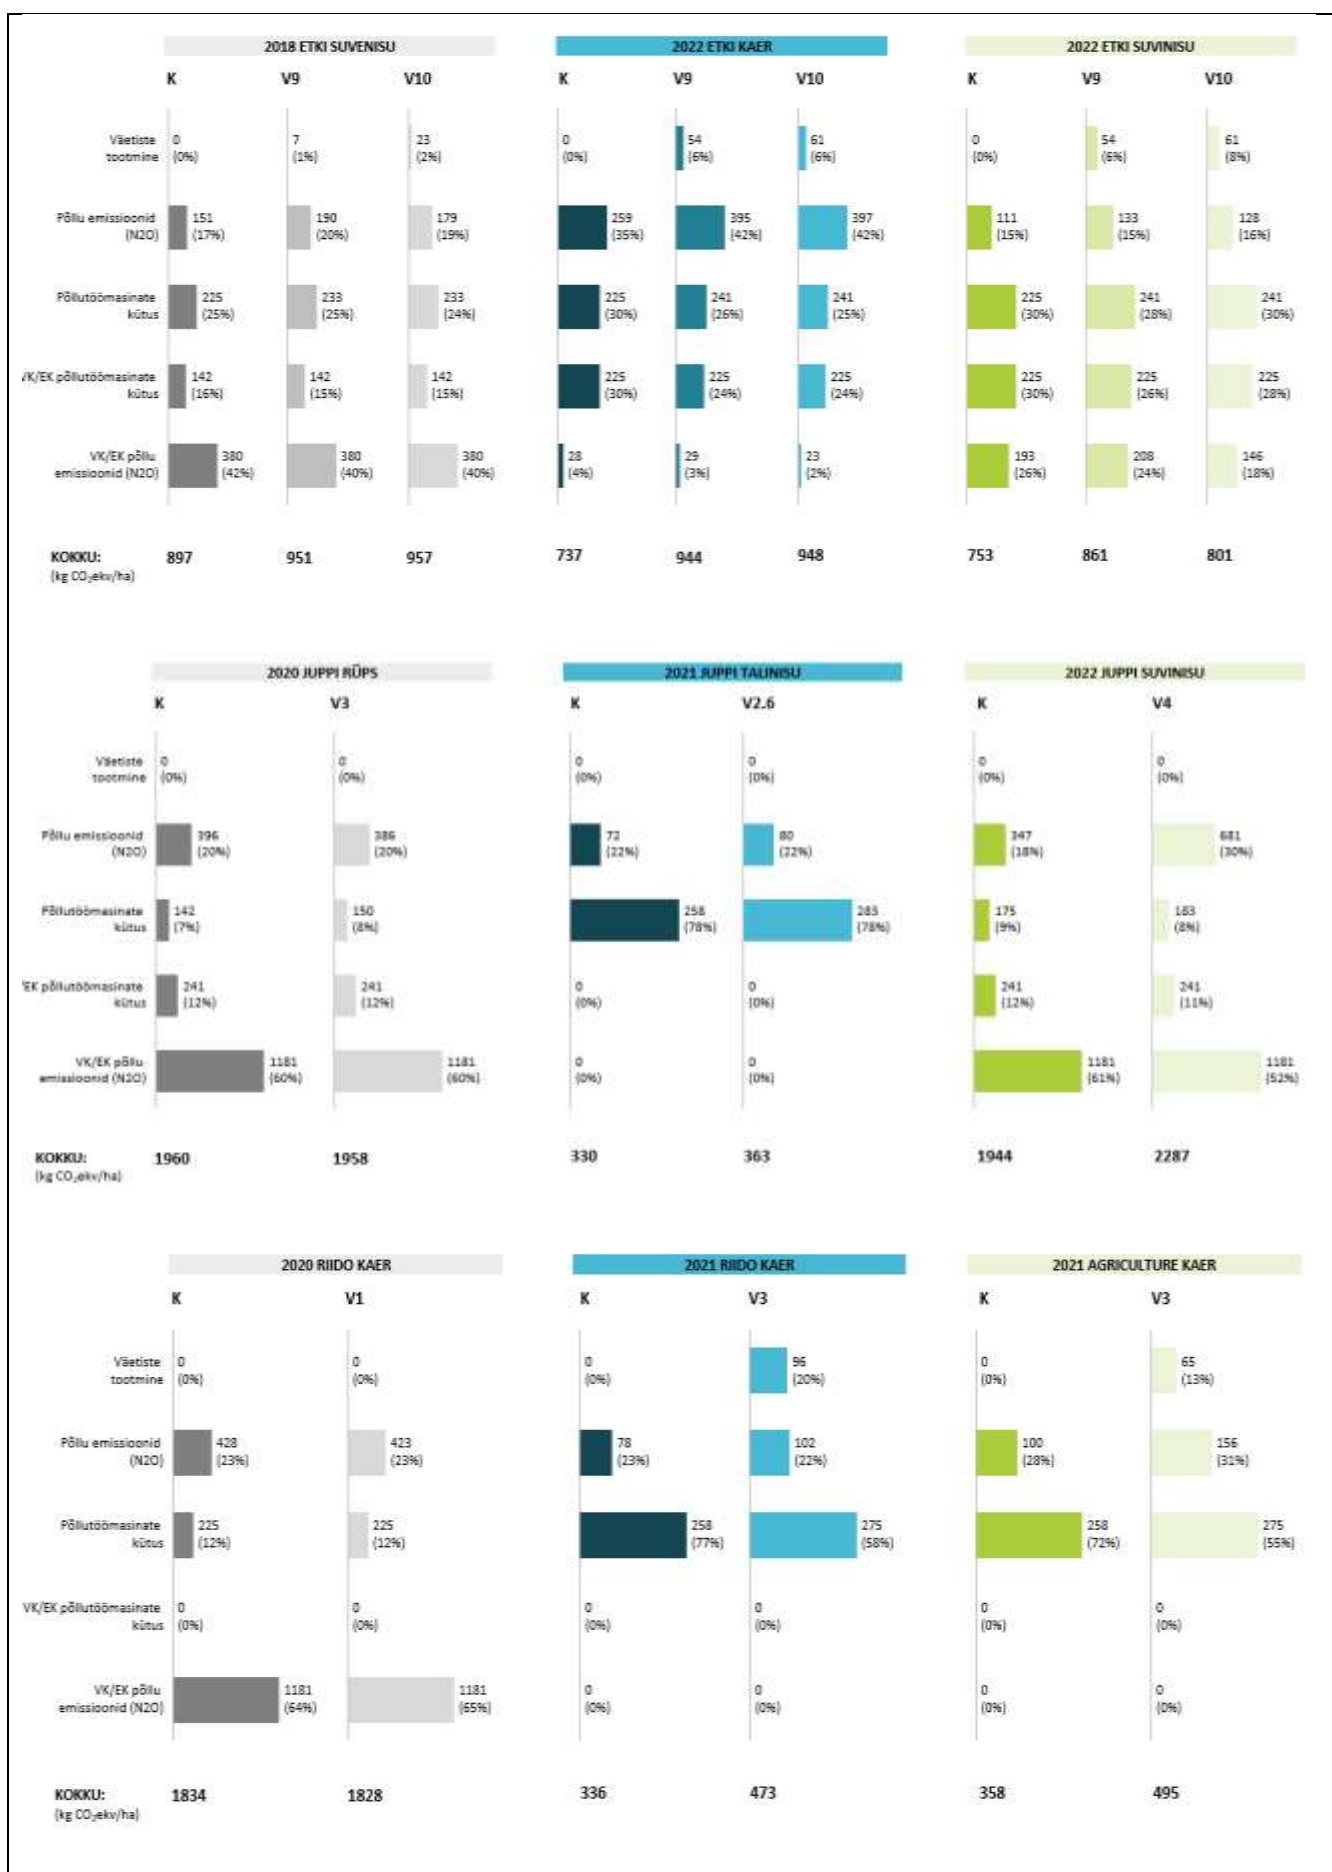 2018 ETKI SUVENISU 2022 ETKI KAER 2022 ETKI SUVINISU
K V9 V10 K V9 V10 K V9 V10
Väetiste 0 7 23 0 54 61 0 54 61
tootmine (0%) (1%) (2%) (0%) (6%) (6%) (0%) (6%) (8%)
Põllu emissioonid 151 190 179 259 395 397 111 133 128
(N2O) (17%) (20%) (19%) (35%) (42%) (42%) (15%) (15%) (16%)
Põllutöömasinate 225 233 233 225 241 241 225 241 241
kütus (25%) (25%) (24%) (30%) (26%) (25%) (30%) (28%) (30%)
VK/EK põllutöömasinate 142 142 142 225 225 225 225 225 225
kütus (16%) (15%) (15%) (30%) (24%) (24%) (30%) (26%) (28%)
VK/EK põllu 380 380 380 28 29 23 193 208 146
emissioonid (N2O) (42%) (40%) (40%) (4%) (3%) (2%) (26%) (24%) (18%)
KOKKU: 897 951 957 737 944 948 753 861 801
(kg CO₂ekv/ha)
2020 JUPPI RÜPS 2021 JUPPI TALINISU 2022 JUPPI SUVINISU
K V3 K V2.6 K V4
Väetiste 0 0 0 0 0 0
tootmine (0%) (0%) (0%) (0%) (0%) (0%)
Põllu emissioonid 396 386 72 80 347 681
(N2O) (20%) (20%) (22%) (22%) (18%) (30%)
Põllutöömasinate 142 150 258 283 175 183
kütus (7%) (8%) (78%) (78%) (9%) (8%)
EK põllutöömasinate 241 241 0 0 241 241
kütus (12%) (12%) (0%) (0%) (12%) (11%)
VK/EK põllu 1181 1181 0 0 1181 1181
emissioonid (N2O) (60%) (60%) (0%) (0%) (61%) (52%)
KOKKU: 1960 1958 330 363 1944 2287
(kg CO₂ekv/ha)
2020 RIIDO KAER 2021 RIIDO KAER 2021 AGRICULTURE KAER
K V1 K V3 K V3
Väetiste 0 0 0 96 0 65
tootmine (0%) (0%) (0%) (20%) (0%) (13%)
Põllu emissioonid 428 423 78 102 100 156
(N2O) (23%) (23%) (23%) (22%) (28%) (31%)
Põllutöömasinate 225 225 258 275 258 275
kütus (12%) (12%) (77%) (58%) (72%) (55%)
VK/EK põllutöömasinate 0 0 0 0 0 0
kütus (0%) (0%) (0%) (0%) (0%) (0%)
VK/EK põllu 1181 1181 0 0 0 0
emissioonid (N2O) (64%) (65%) (0%) (0%) (0%) (0%)
KOKKU: 1834 1828 336 473 358 495
(kg CO₂ekv/ha)